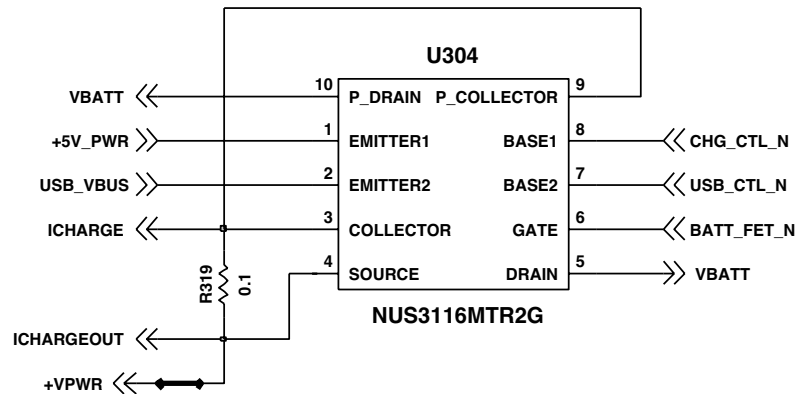 U304
VBATT 10 P_DRAIN P_COLLECTOR 9
+5V_PWR 1 EMITTER1 BASE1 8 CHG_CTL_N
USB_VBUS 2 EMITTER2 BASE2 7 USB_CTL_N
ICHARGE 3 COLLECTOR GATE 6 BATT_FET_N
R319 0.1 4 SOURCE DRAIN 5 VBATT
NUS3116MTR2G
ICHARGEOUT
+VPWR